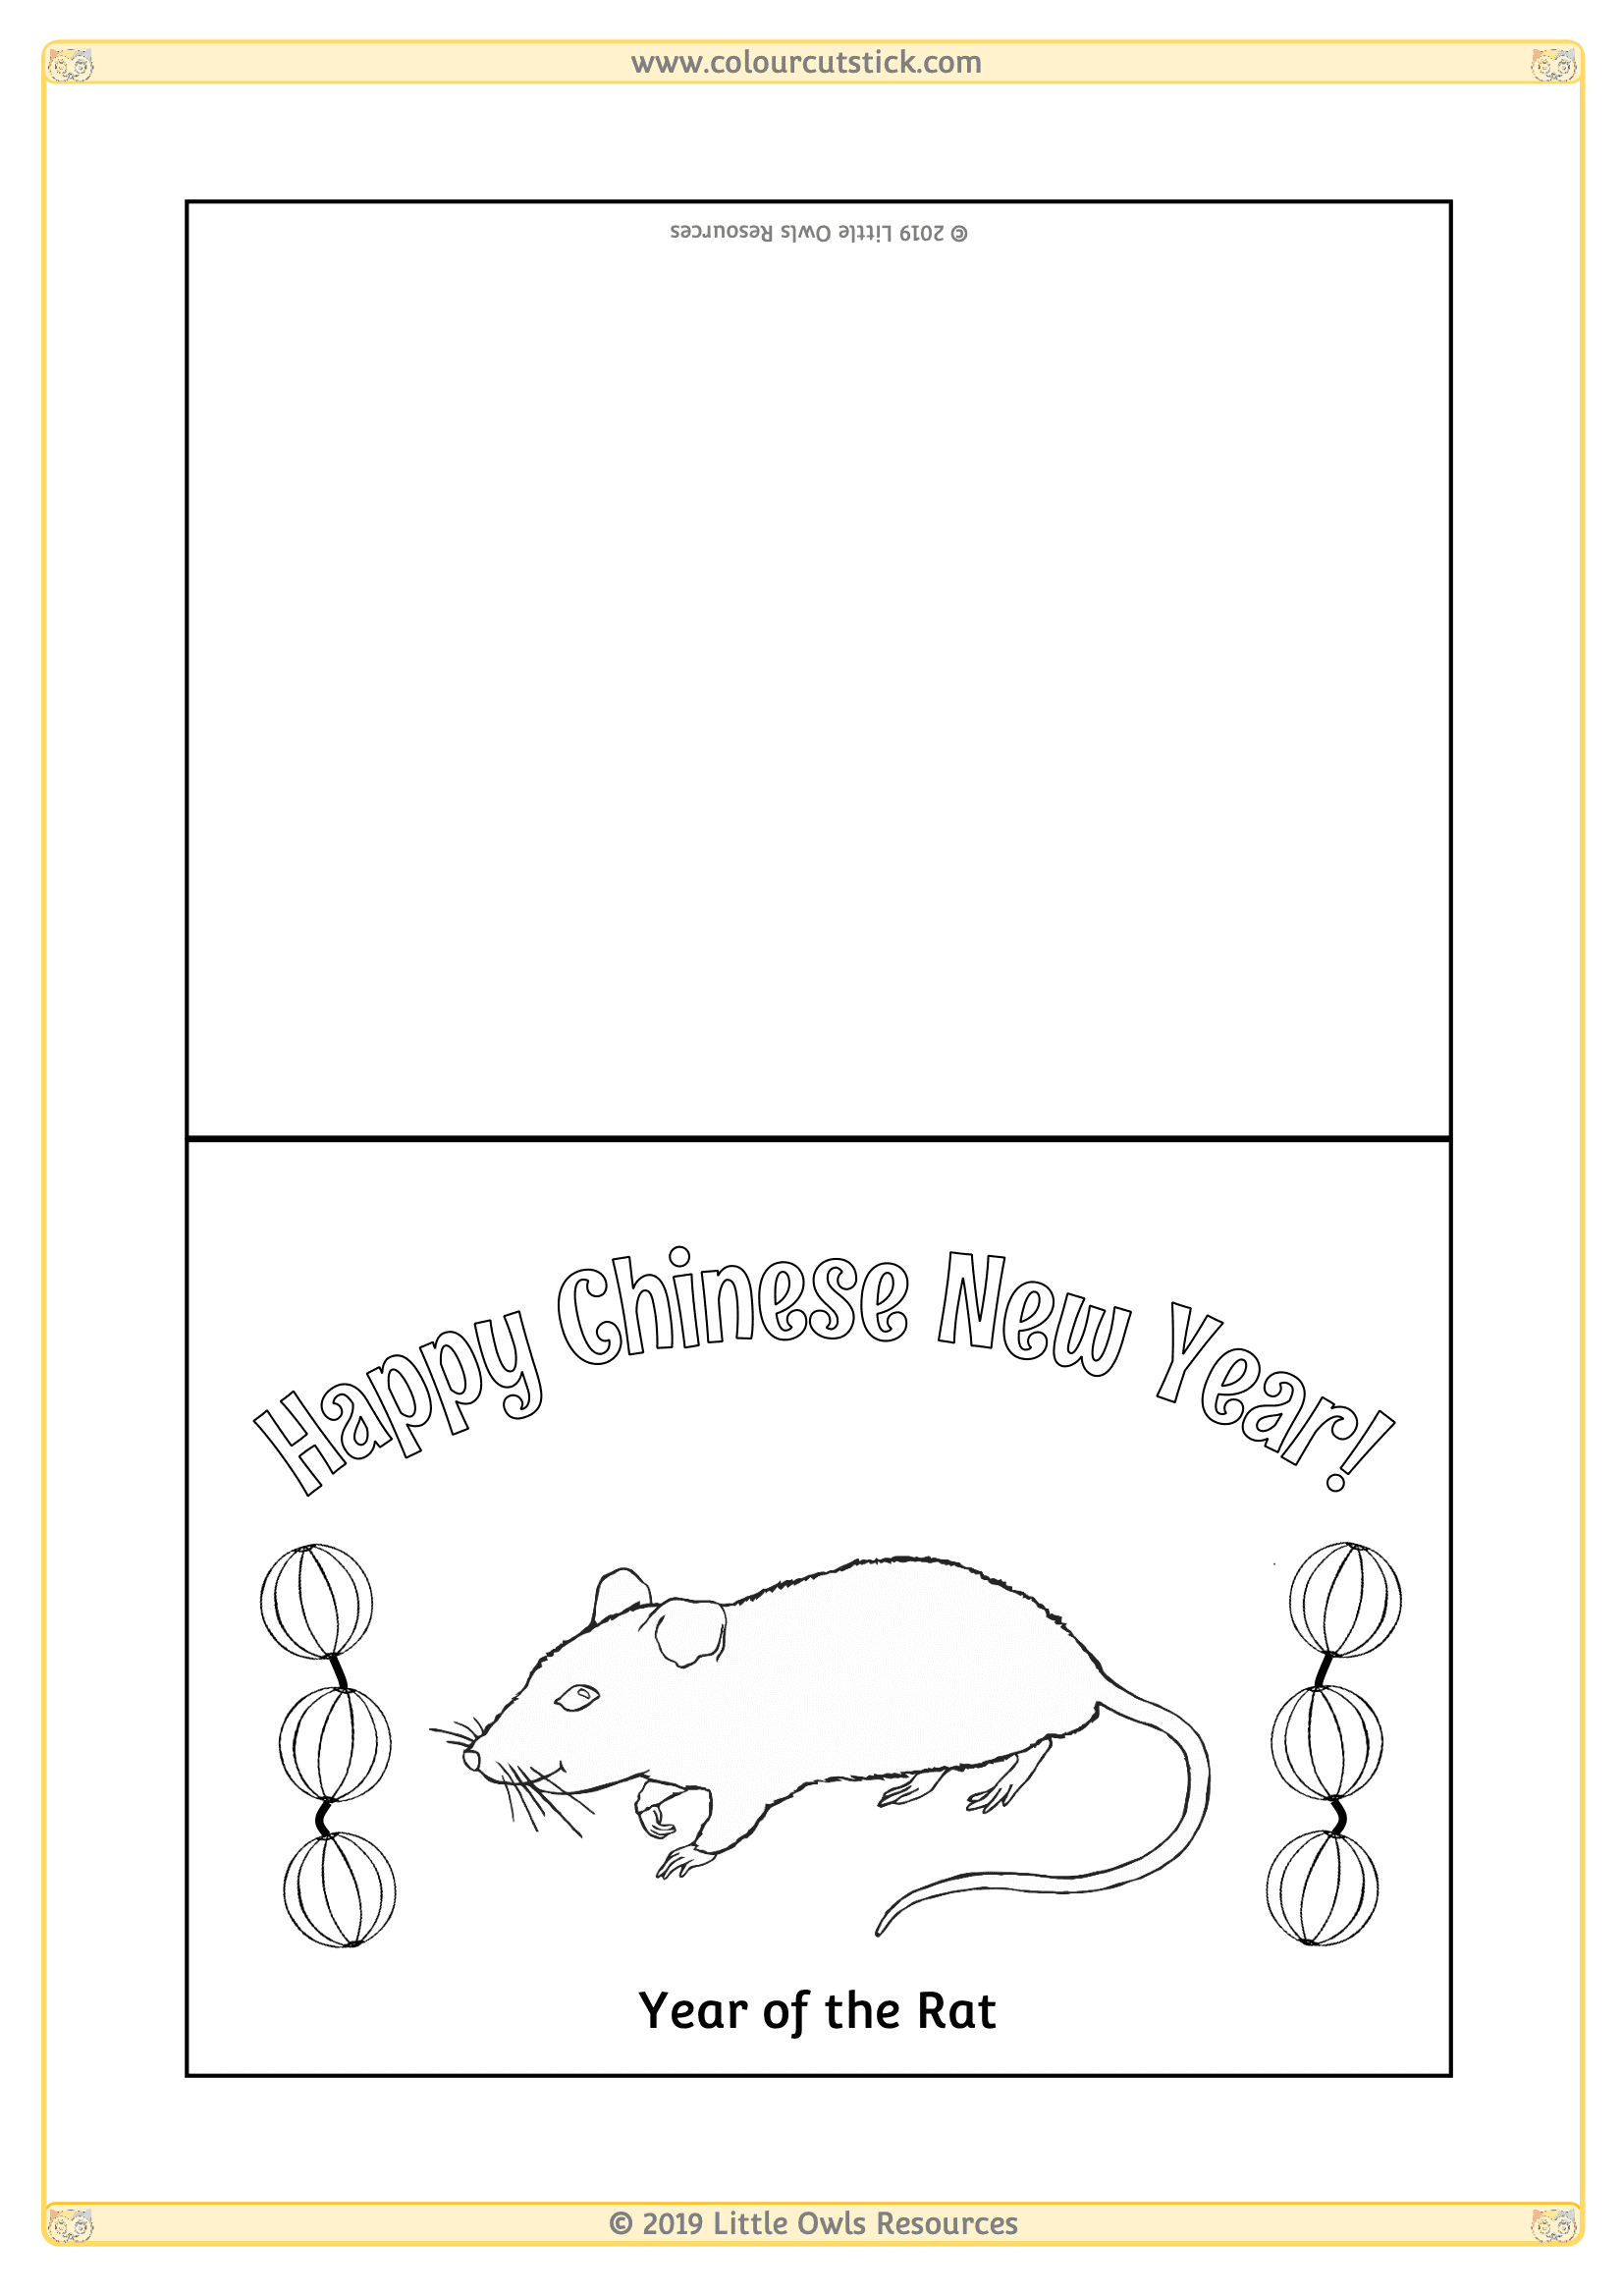 www.colourcutstick.com
© 2019 Little Owls Resources
Happy Chinese New Year!
Year of the Rat
© 2019 Little Owls Resources